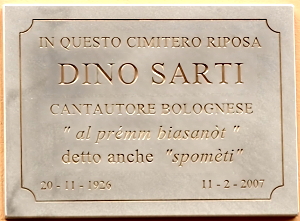 IN QUESTO CIMITERO RIPOSA
DINO SARTI
CANTAUTORE BOLOGNESE
" al prémm biasanòt "
detto anche "spomèti"
20 - 11 - 1926 11 - 2 - 2007